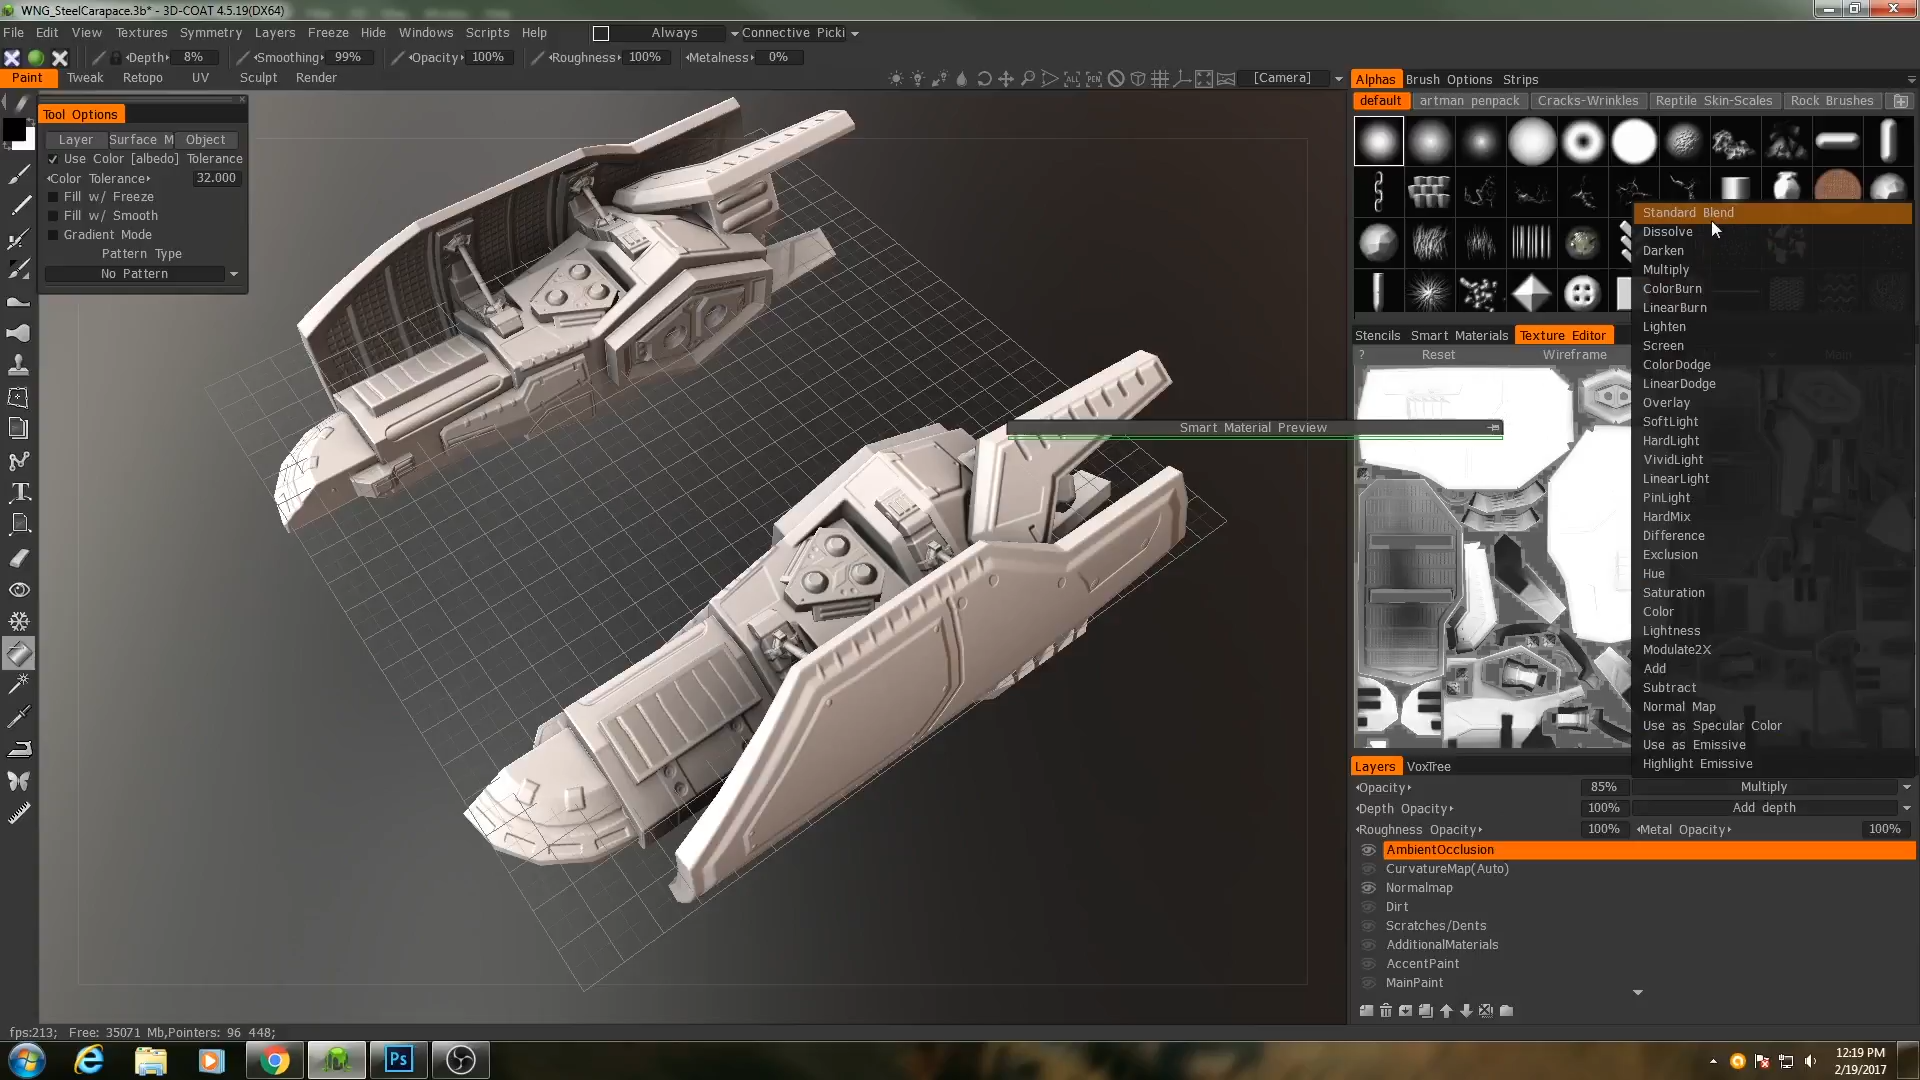 WNG_SteelCarapace.3b* - 3D-COAT 4.5.19(DX64)
File Edit View Textures Symmetry Layers Freeze Hide Windows Scripts Help Always Connective Picki
Depth 8% Smoothing 99% Opacity 100% Roughness 100% Metalness 0%
Paint Tweak Retopo UV Sculpt Render [Camera]
Tool Options
Layer Surface M Object
Use Color [albedo] Tolerance
Color Tolerance 32.000
Fill w/ Freeze
Fill w/ Smooth
Gradient Mode
Pattern Type
No Pattern
Smart Material Preview
Alphas Brush Options Strips
default artman penpack Cracks-Wrinkles Reptile Skin-Scales Rock Brushes
Stencils Smart Materials Texture Editor
? Reset Wireframe Main
Standard Blend
Dissolve
Darken
Multiply
ColorBurn
LinearBurn
Lighten
Screen
ColorDodge
LinearDodge
Overlay
SoftLight
HardLight
VividLight
LinearLight
PinLight
HardMix
Difference
Exclusion
Hue
Saturation
Color
Lightness
Modulate2X
Add
Subtract
Normal Map
Use as Specular Color
Use as Emissive
Highlight Emissive
Layers VoxTree
Opacity 85% Multiply
Depth Opacity 100% Add depth
Roughness Opacity 100% Metal Opacity 100%
AmbientOcclusion
CurvatureMap(Auto)
Normalmap
Dirt
Scratches/Dents
AdditionalMaterials
AccentPaint
MainPaint
fps:213; Free: 35071 Mb,Pointers: 96 448;
Ps
12:19 PM
2/19/2017